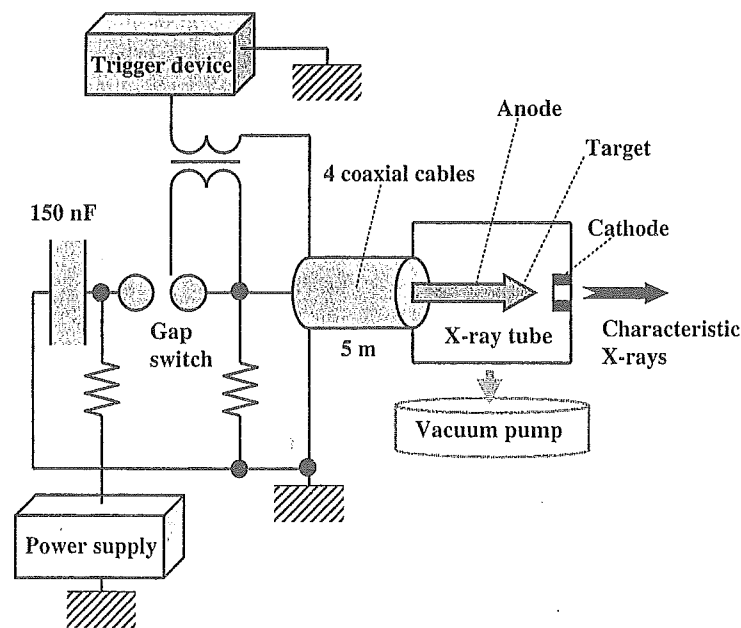 Trigger device
Anode
Target
4 coaxial cables
150 nF
Cathode
Gap
switch
5 m
X-ray tube
Characteristic
X-rays
Vacuum pump
Power supply